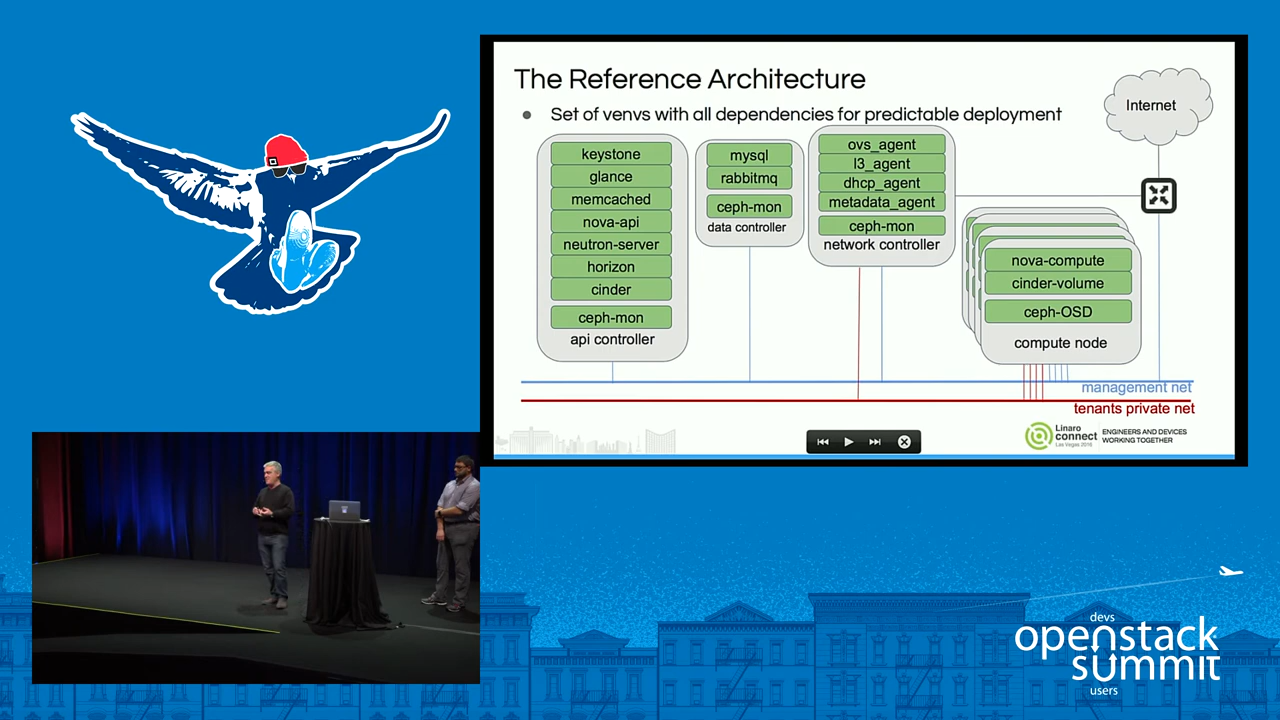 The Reference Architecture
● Set of venvs with all dependencies for predictable deployment
Internet
keystone
glance
memcached
nova-api
neutron-server
horizon
cinder
ceph-mon
api controller
mysql
rabbitmq
ceph-mon
data controller
ovs_agent
l3_agent
dhcp_agent
metadata_agent
ceph-mon
network controller
nova-compute
cinder-volume
ceph-OSD
compute node
management net
tenants private net
Linaro
connect
Las Vegas 2016
ENGINEERS AND DEVICES
WORKING TOGETHER
devs
openstack
summit
users